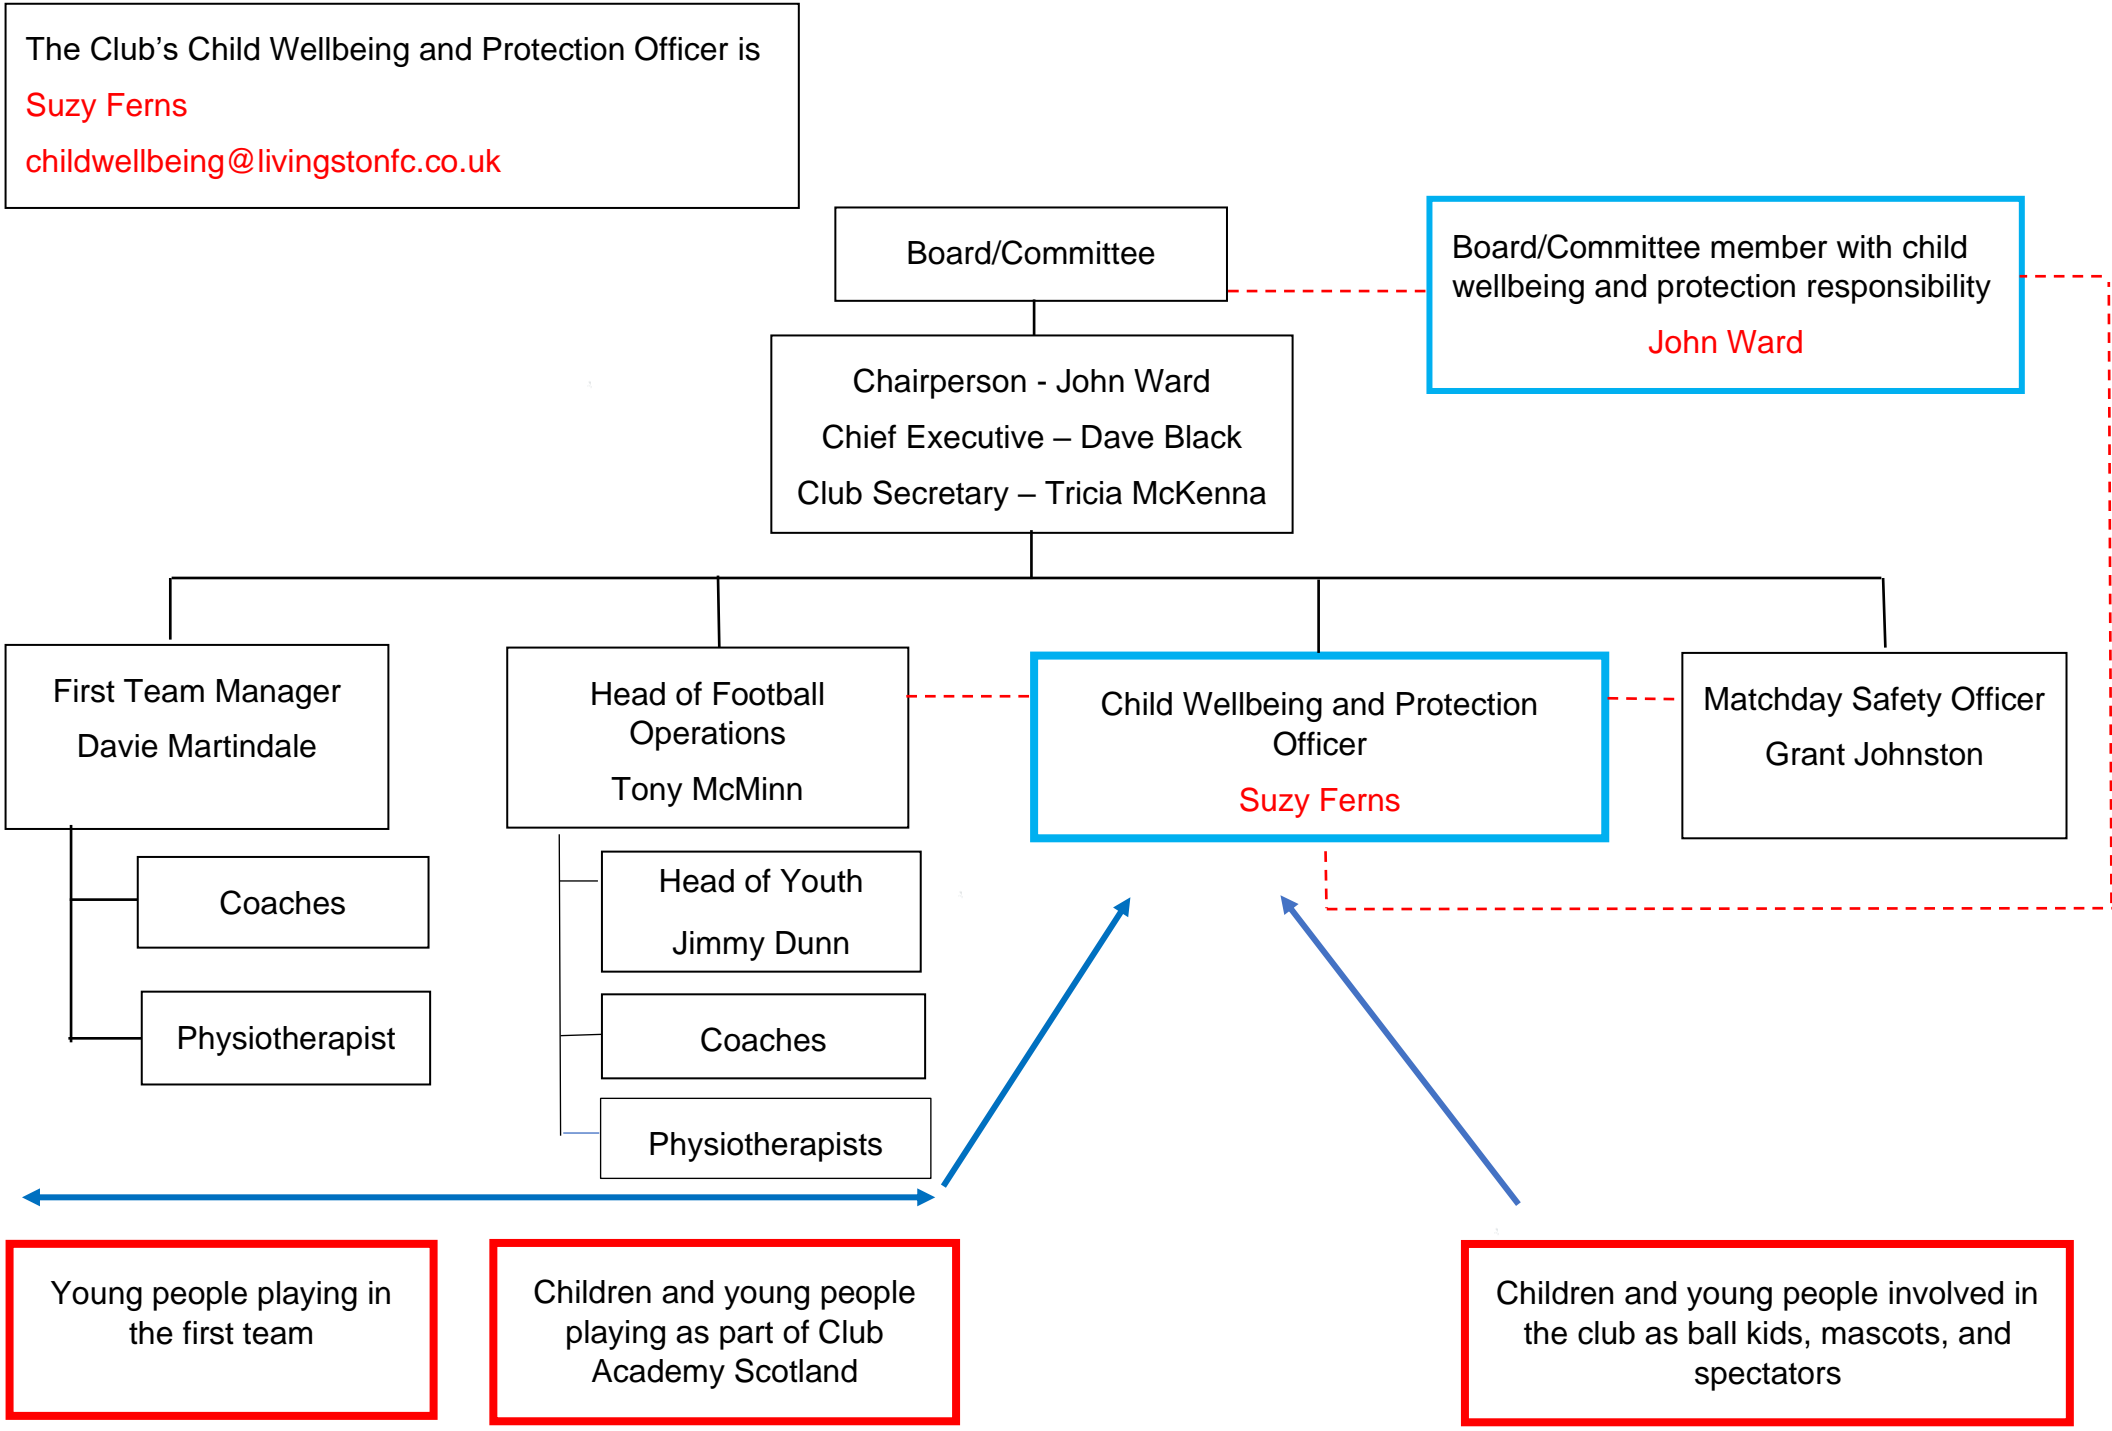 The Club’s Child Wellbeing and Protection Officer is
Suzy Ferns
childwellbeing@livingstonfc.co.uk
Board/Committee
Board/Committee member with child
wellbeing and protection responsibility
John Ward
Chairperson - John Ward
Chief Executive – Dave Black
Club Secretary – Tricia McKenna
First Team Manager
Davie Martindale
Head of Football
Operations
Tony McMinn
Child Wellbeing and Protection
Officer
Suzy Ferns
Matchday Safety Officer
Grant Johnston
Coaches
Physiotherapist
Head of Youth
Jimmy Dunn
Coaches
Physiotherapists
Young people playing in
the first team
Children and young people
playing as part of Club
Academy Scotland
Children and young people involved in
the club as ball kids, mascots, and
spectators